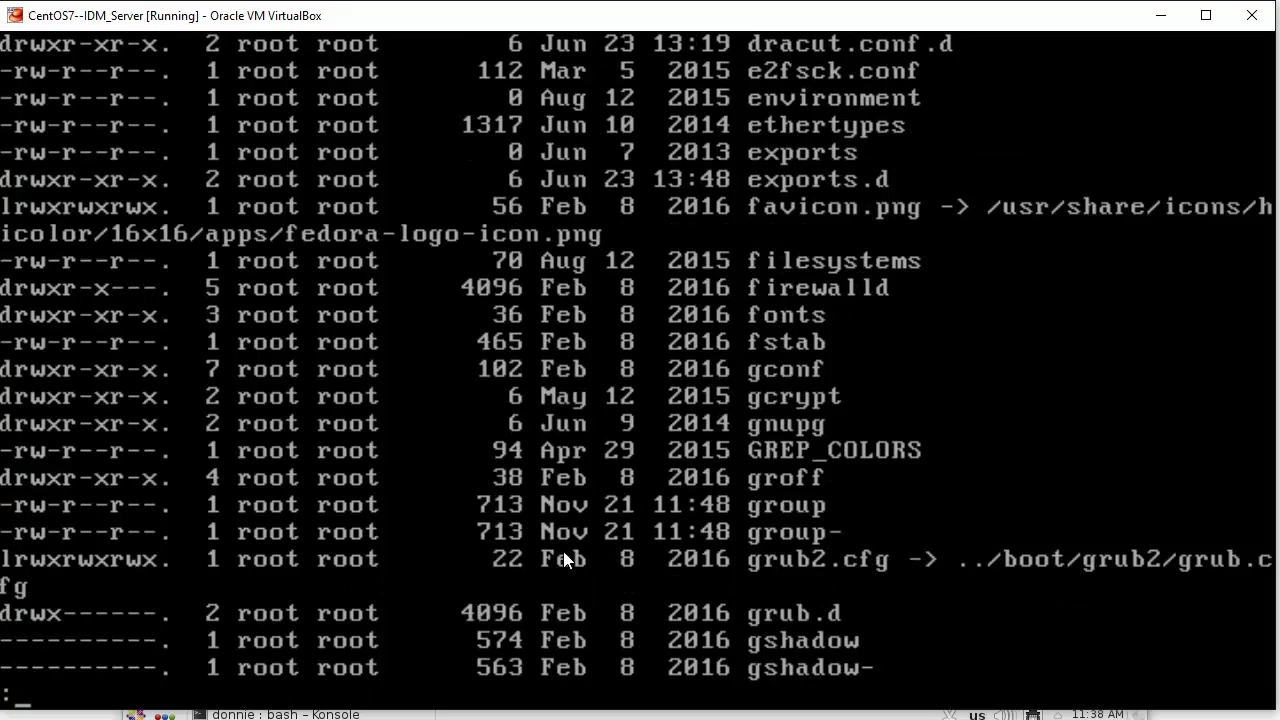 CentOS7--IDM_Server [Running] - Oracle VM VirtualBox
drwxr-xr-x. 2 root root 6 Jun 23 13:19 dracut.conf.d
-rw-r--r--. 1 root root 112 Mar 5 2015 e2fsck.conf
-rw-r--r--. 1 root root 0 Aug 12 2015 environment
-rw-r--r--. 1 root root 1317 Jun 10 2014 ethertypes
-rw-r--r--. 1 root root 0 Jun 7 2013 exports
drwxr-xr-x. 2 root root 6 Jun 23 13:48 exports.d
lrwxrwxrwx. 1 root root 56 Feb 8 2016 favicon.png -> /usr/share/icons/h
icolor/16x16/apps/fedora-logo-icon.png
-rw-r--r--. 1 root root 70 Aug 12 2015 filesystems
drwxr-x---. 5 root root 4096 Feb 8 2016 firewalld
drwxr-xr-x. 3 root root 36 Feb 8 2016 fonts
-rw-r--r--. 1 root root 465 Feb 8 2016 fstab
drwxr-xr-x. 7 root root 102 Feb 8 2016 gconf
drwxr-xr-x. 2 root root 6 May 12 2015 gcrypt
drwxr-xr-x. 2 root root 6 Jun 9 2014 gnupg
-rw-r--r--. 1 root root 94 Apr 29 2015 GREP_COLORS
drwxr-xr-x. 4 root root 38 Feb 8 2016 groff
-rw-r--r--. 1 root root 713 Nov 21 11:48 group
-rw-r--r--. 1 root root 713 Nov 21 11:48 group-
lrwxrwxrwx. 1 root root 22 Feb 8 2016 grub2.cfg -> ../boot/grub2/grub.c
fg
drwx------. 2 root root 4096 Feb 8 2016 grub.d
----------. 1 root root 574 Feb 8 2016 gshadow
----------. 1 root root 563 Feb 8 2016 gshadow-
:
donnie : bash – Konsole us 11:38 AM